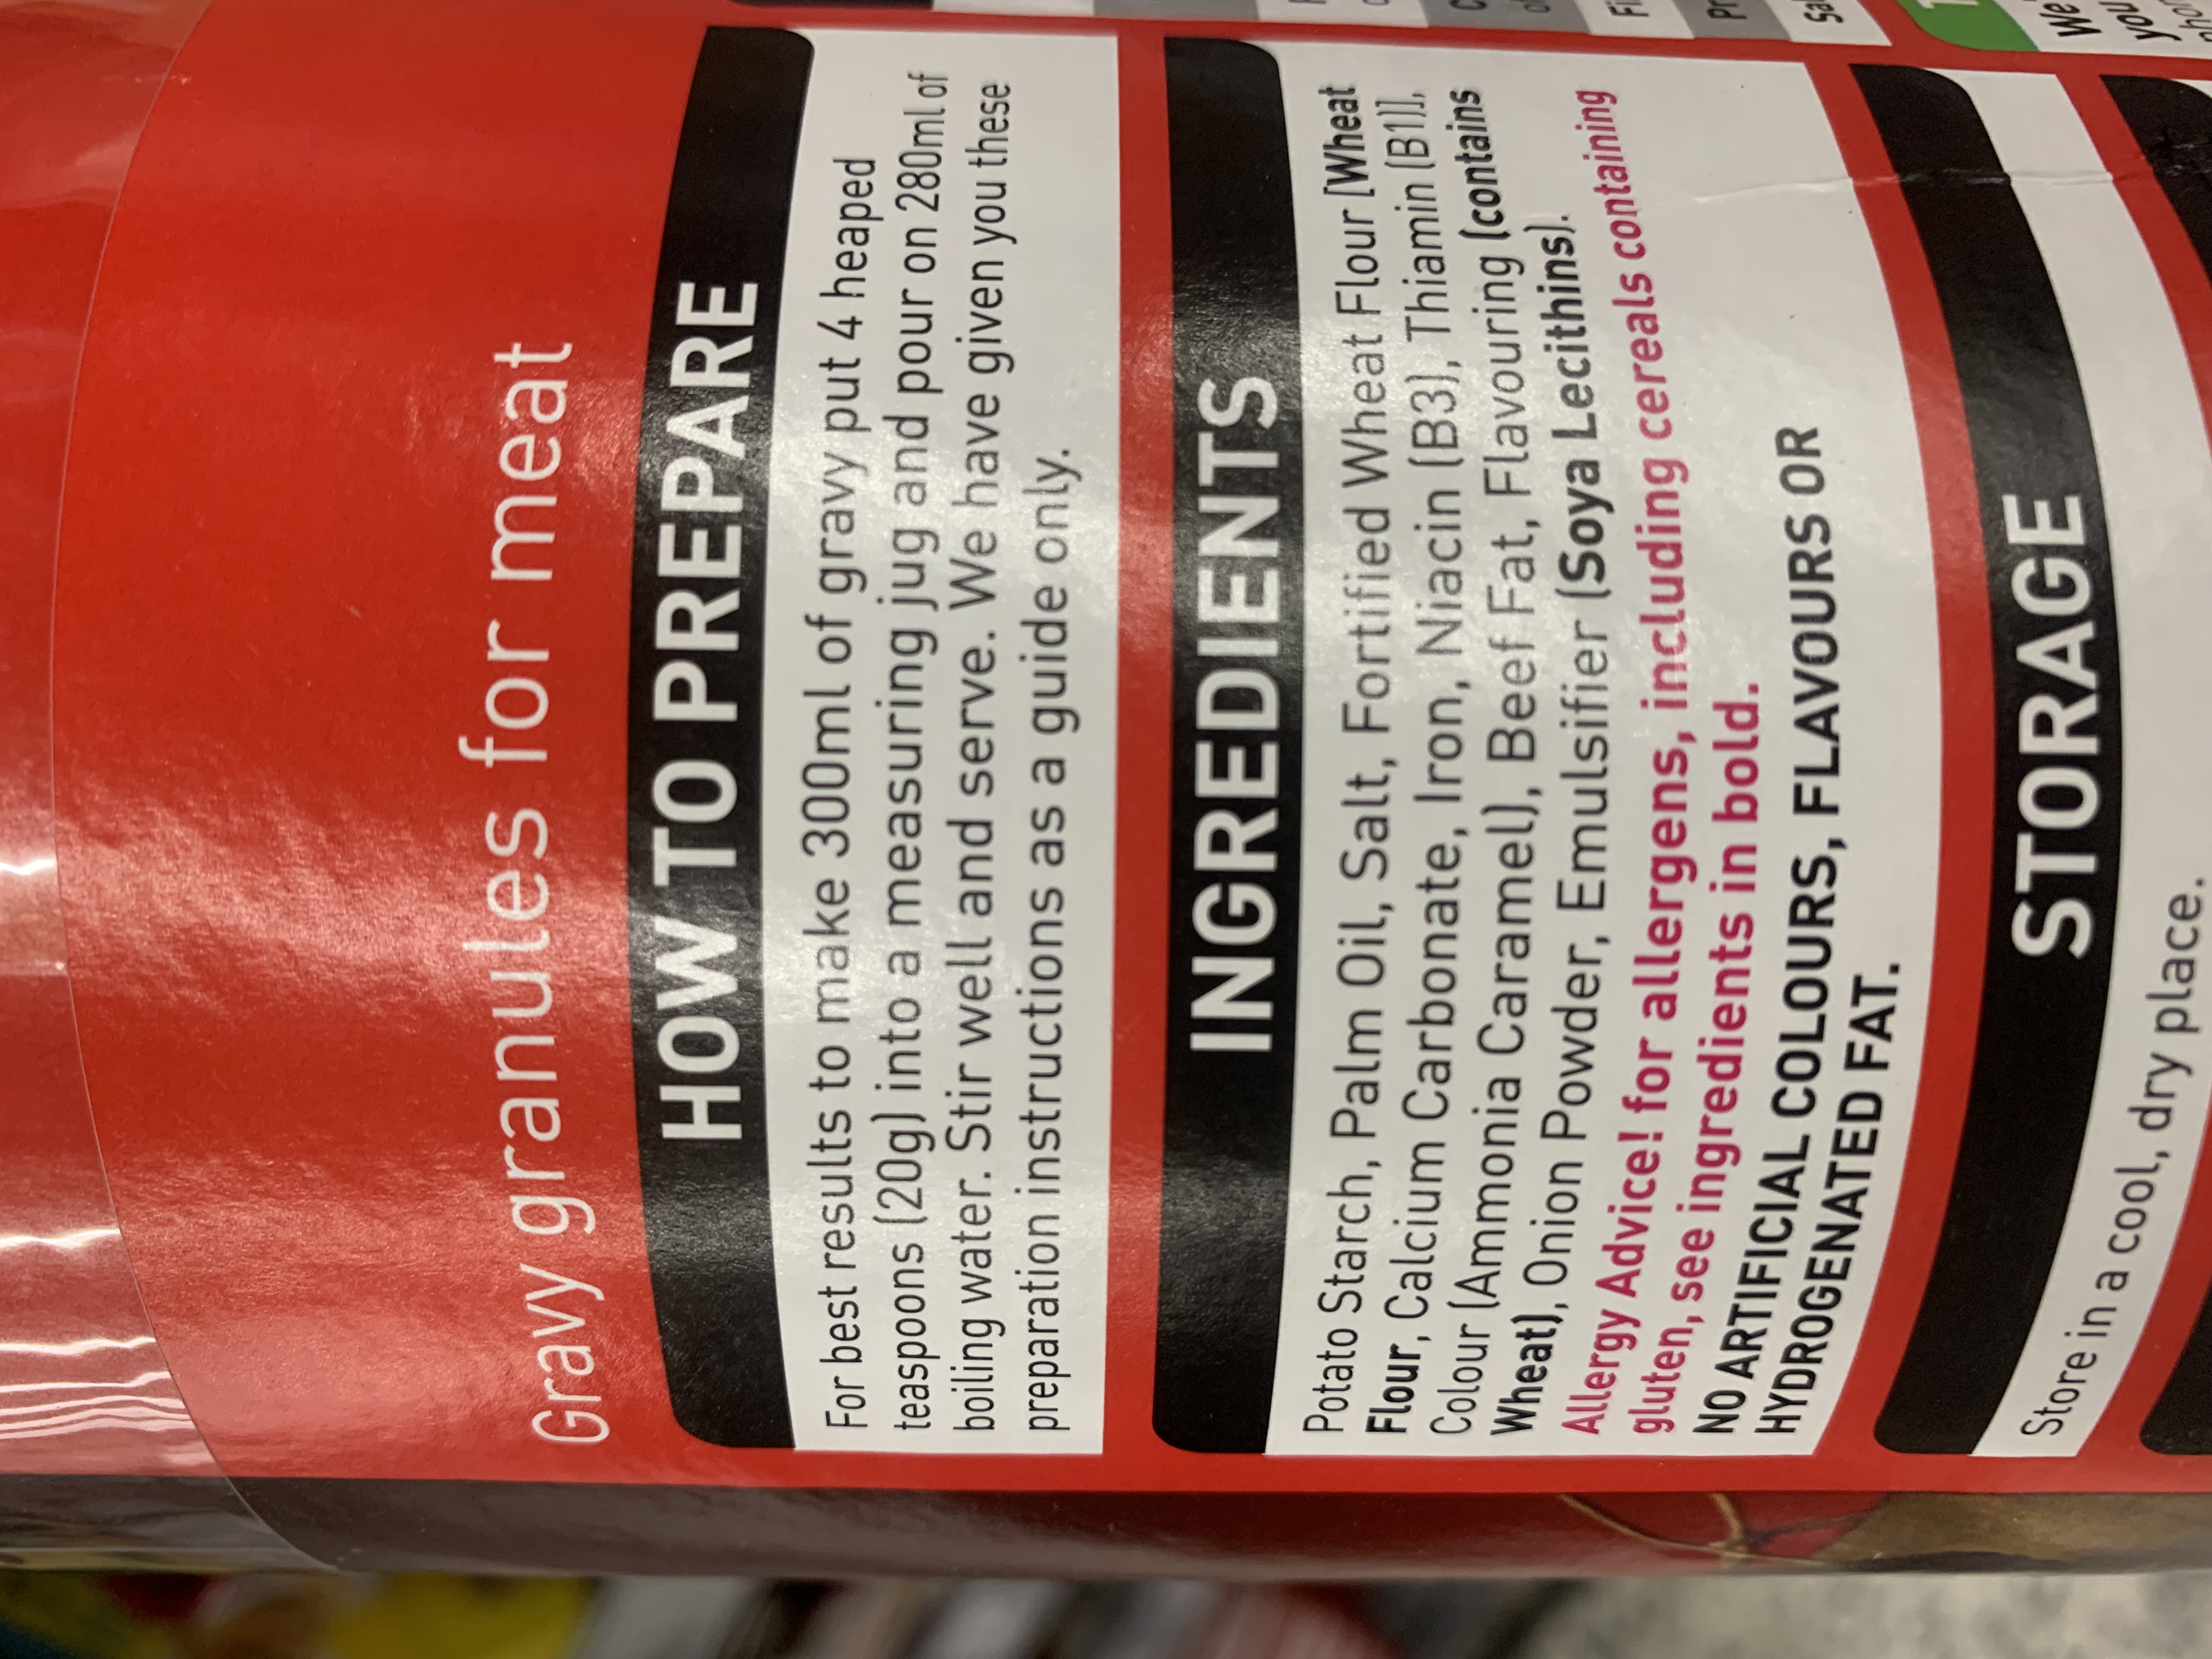 Gravy granules for meat
HOW TO PREPARE
For best results to make 300ml of gravy put 4 heaped
teaspoons (20g) into a measuring jug and pour on 280ml of
boiling water. Stir well and serve. We have given you these
preparation instructions as a guide only.
INGREDIENTS
Potato Starch, Palm Oil, Salt, Fortified Wheat Flour [Wheat
Flour, Calcium Carbonate, Iron, Niacin (B3), Thiamin (B1)],
Colour (Ammonia Caramel), Beef Fat, Flavouring (contains
Wheat), Onion Powder, Emulsifier (Soya Lecithins).
Allergy Advice! for allergens, including cereals containing
gluten, see ingredients in bold.
NO ARTIFICIAL COLOURS, FLAVOURS OR
HYDROGENATED FAT.
STORAGE
Store in a cool, dry place.
We
you